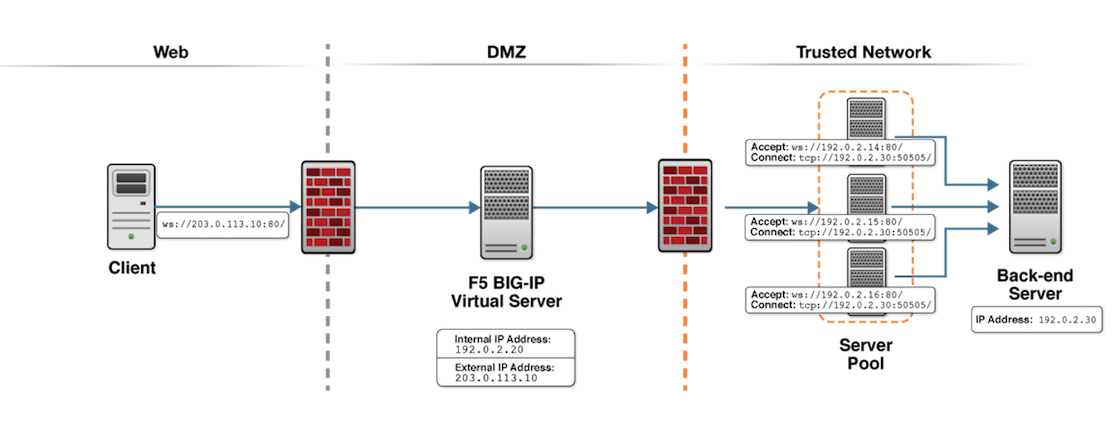 Web
DMZ
Trusted Network
ws://203.0.113.10:80/
Client
F5 BIG-IP
Virtual Server
Internal IP Address:
192.0.2.20
External IP Address:
203.0.113.10
Accept: ws://192.0.2.14:80/
Connect: tcp://192.0.2.30:50505/
Accept: ws://192.0.2.15:80/
Connect: tcp://192.0.2.30:50505/
Accept: ws://192.0.2.16:80/
Connect: tcp://192.0.2.30:50505/
Server
Pool
Back-end
Server
IP Address: 192.0.2.30